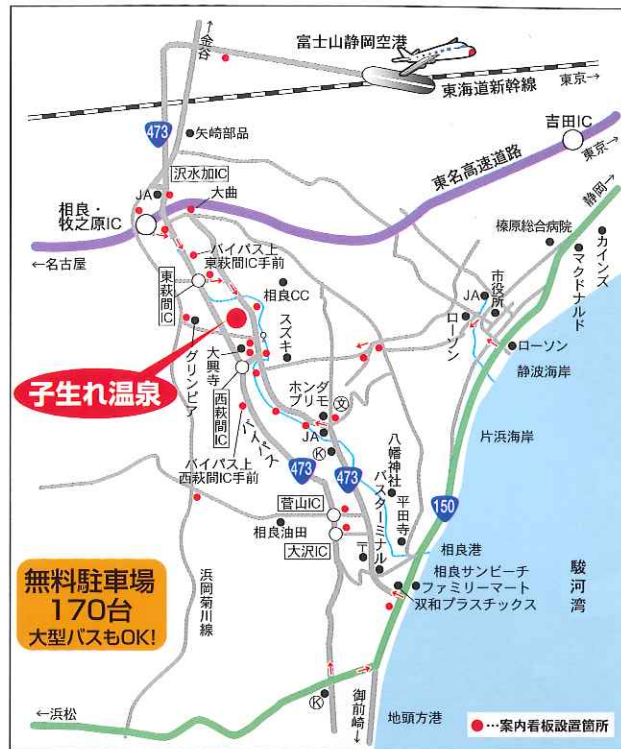 ↑金谷
富士山静岡空港
東海道新幹線
東京→
473
矢崎部品
吉田IC
東京→
沢水加IC
東名高速道路
JA
大曲
静岡→
相良・
牧之原IC
榛原総合病院
カインズ
マクドナルド
←名古屋
バイパス上
東萩間IC手前
市役所
東萩間IC
相良CC
JA
ローソン
スズキ
ローソン
子生れ温泉
グリンピア
大興寺
静波海岸
西萩間IC
ホンダ
プリモ
文
片浜海岸
バイパス
JA
バイパス上
西萩間IC手前
K
八幡神社
473
473
平田寺
150
バスターミナル
菅山IC
相良油田
大沢IC
〒
相良港
無料駐車場
170台
大型バスもOK!
浜岡菊川線
相良サンビーチ
ファミリーマート
双和プラスチックス
駿河湾
K
←浜松
御前崎↓
地頭方港
●…案内看板設置箇所